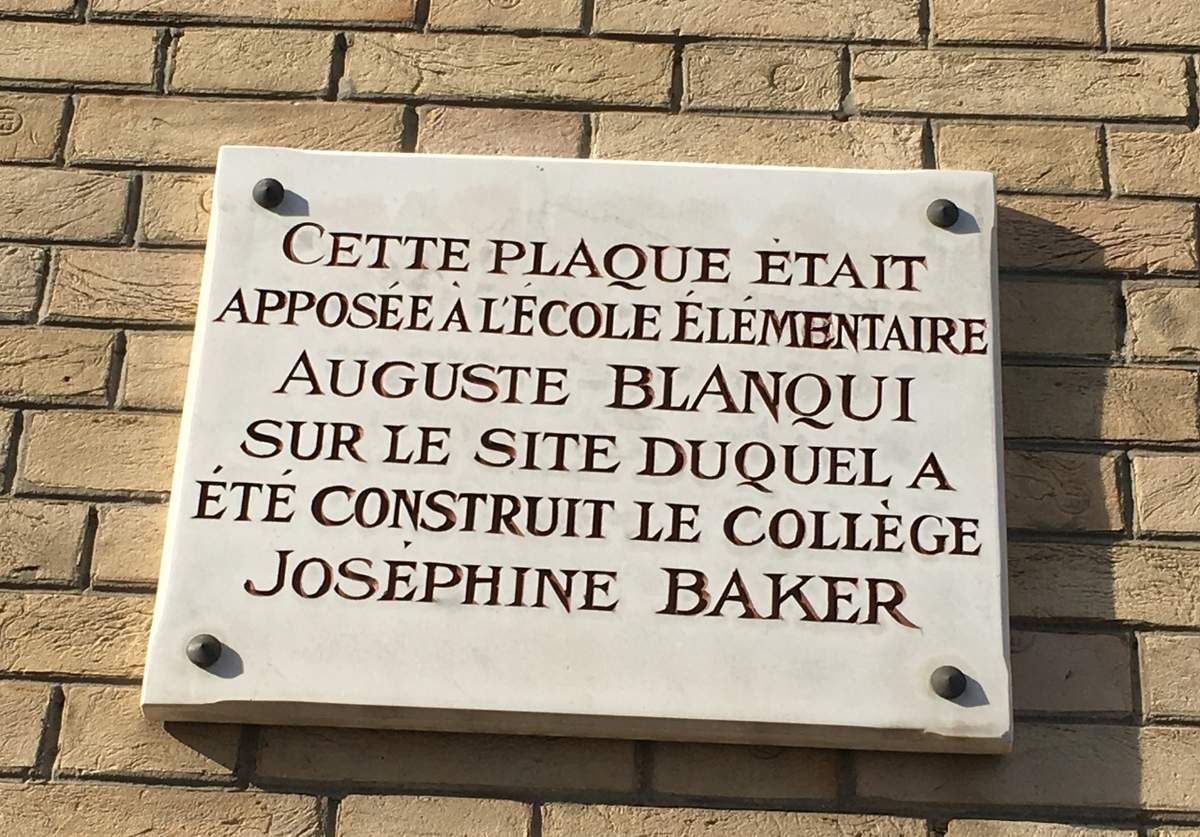 CETTE PLAQUE ÉTAIT
APPOSÉE À L'ÉCOLE ÉLÉMENTAIRE
AUGUSTE BLANQUI
SUR LE SITE DUQUEL A
ÉTÉ CONSTRUIT LE COLLÈGE
JOSÉPHINE BAKER